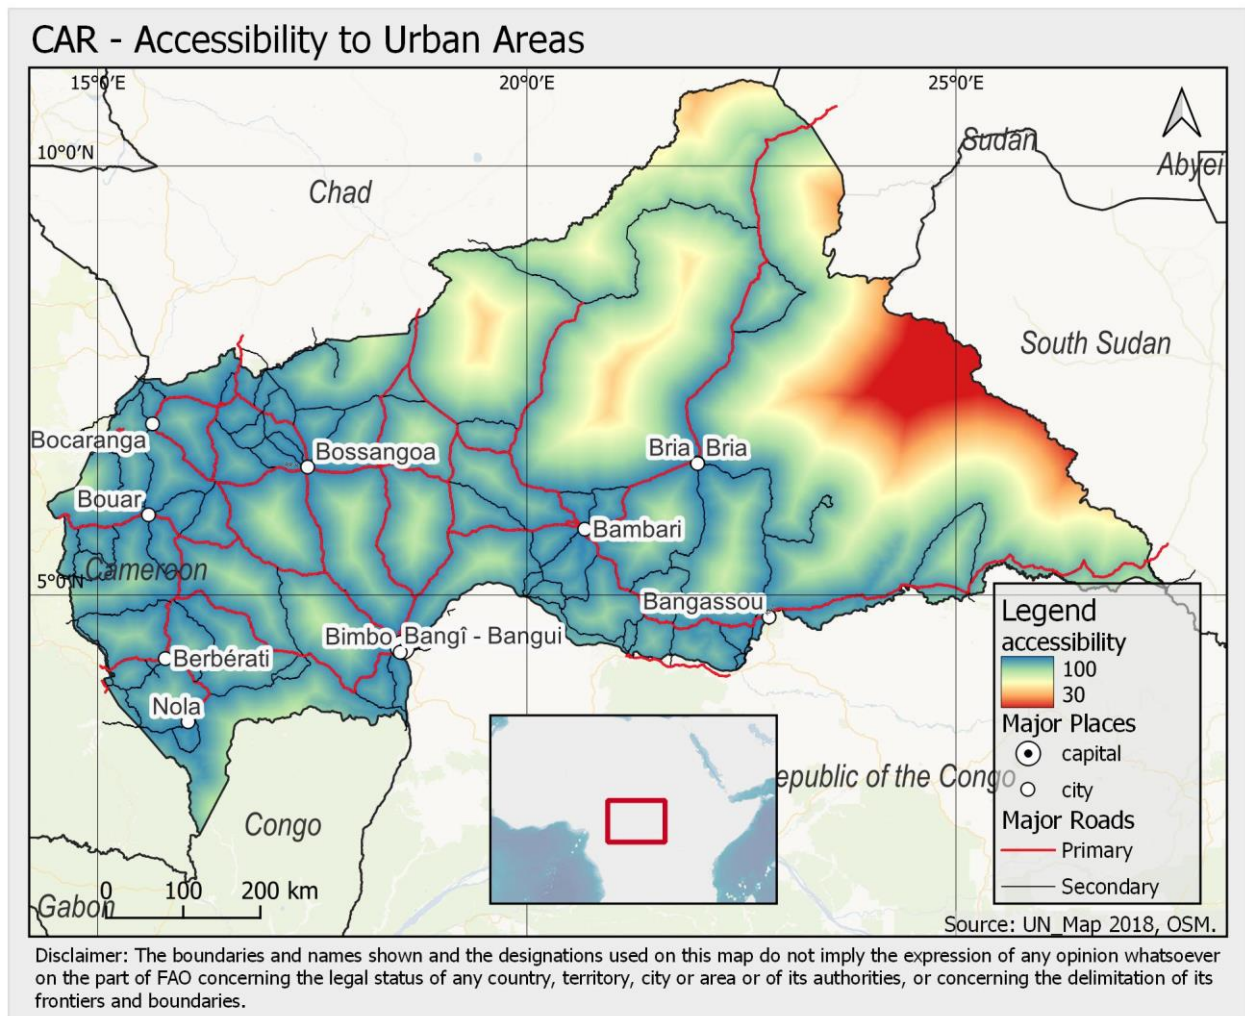 CAR - Accessibility to Urban Areas
15°0'E
20°0'E
25°0'E
10°0'N
Sudan
Abyei
Chad
South Sudan
Bocaranga
Bossangoa
Bria
Bria
Bouar
Bambari
Cameroon
5°0'N
Bangassou
Bimbo
Bangî - Bangui
Berbérati
Nola
epublic of the Congo
Congo
Gabon
0 100 200 km
Legend
accessibility
100
30
Major Places
capital
city
Major Roads
Primary
Secondary
Source: UN_Map 2018, OSM.
Disclaimer: The boundaries and names shown and the designations used on this map do not imply the expression of any opinion whatsoever
on the part of FAO concerning the legal status of any country, territory, city or area or of its authorities, or concerning the delimitation of its
frontiers and boundaries.